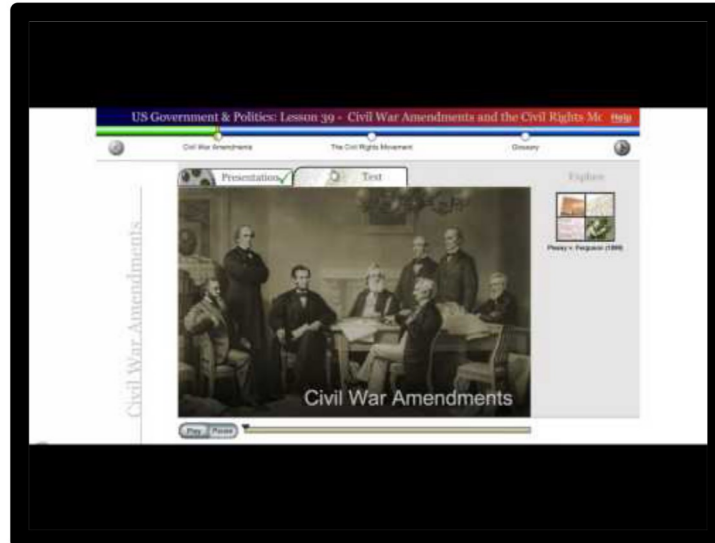 US Government & Politics: Lesson 39 - Civil War Amendments and the Civil Rights Mc Help
Civil War Amendments
The Civil Rights Movement
Glossary
Presentation
Text
Explore
Plessy v. Ferguson (1896)
Civil War Amendments
Civil War Amendments
Play Pause